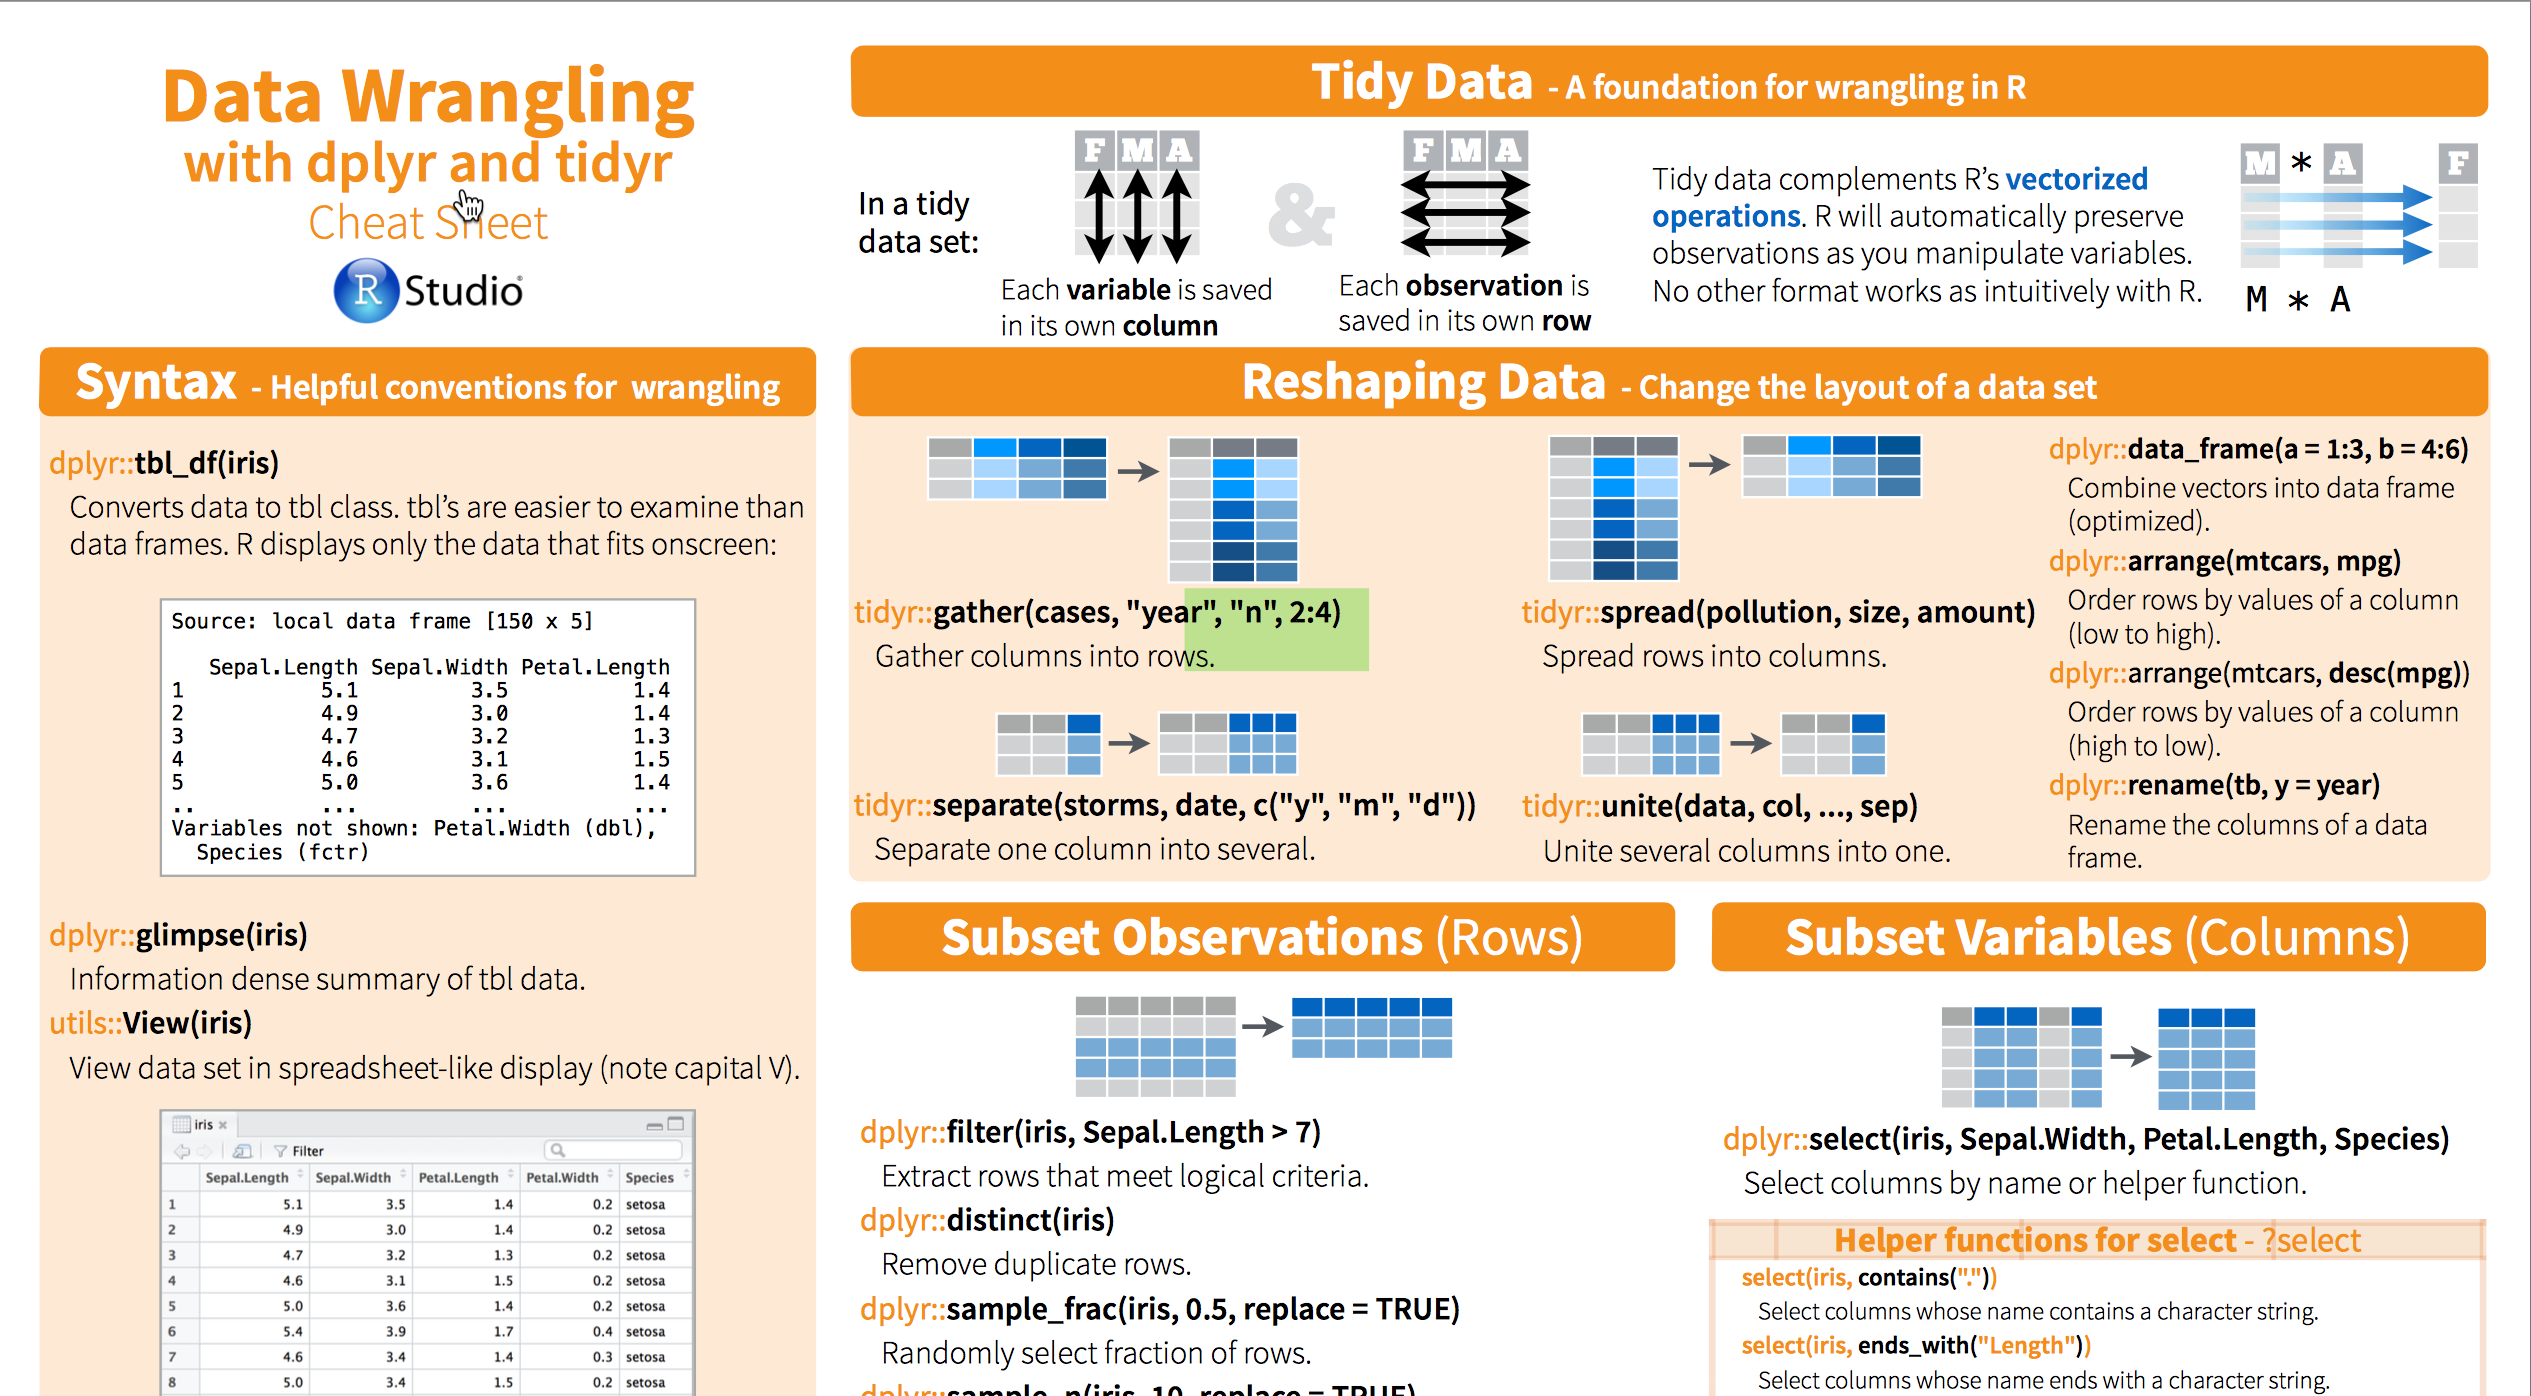 Data Wrangling
with dplyr and tidyr
Cheat Sheet
R Studio®
Syntax - Helpful conventions for wrangling
dplyr::tbl_df(iris)
Converts data to tbl class. tbl's are easier to examine than
data frames. R displays only the data that fits onscreen:
Source: local data frame [150 x 5]
Sepal.Length Sepal.Width Petal.Length
1 5.1 3.5 1.4
2 4.9 3.0 1.4
3 4.7 3.2 1.3
4 4.6 3.1 1.5
5 5.0 3.6 1.4
.. ... ... ...
Variables not shown: Petal.Width (dbl),
Species (fctr)
dplyr::glimpse(iris)
Information dense summary of tbl data.
utils::View(iris)
View data set in spreadsheet-like display (note capital V).
iris
Filter
Sepal.Length Sepal.Width Petal.Length Petal.Width Species
1 5.1 3.5 1.4 0.2 setosa
2 4.9 3.0 1.4 0.2 setosa
3 4.7 3.2 1.3 0.2 setosa
4 4.6 3.1 1.5 0.2 setosa
5 5.0 3.6 1.4 0.2 setosa
6 5.4 3.9 1.7 0.4 setosa
7 4.6 3.4 1.4 0.3 setosa
8 5.0 3.4 1.5 0.2 setosa
Tidy Data - A foundation for wrangling in R
In a tidy
data set:
F M A
Each variable is saved
in its own column
&
F M A
Each observation is
saved in its own row
Tidy data complements R's vectorized
operations. R will automatically preserve
observations as you manipulate variables.
No other format works as intuitively with R.
M * A F
M * A
Reshaping Data - Change the layout of a data set
tidyr::gather(cases, "year", "n", 2:4)
Gather columns into rows.
tidyr::spread(pollution, size, amount)
Spread rows into columns.
tidyr::separate(storms, date, c("y", "m", "d"))
Separate one column into several.
tidyr::unite(data, col, ..., sep)
Unite several columns into one.
dplyr::data_frame(a = 1:3, b = 4:6)
Combine vectors into data frame
(optimized).
dplyr::arrange(mtcars, mpg)
Order rows by values of a column
(low to high).
dplyr::arrange(mtcars, desc(mpg))
Order rows by values of a column
(high to low).
dplyr::rename(tb, y = year)
Rename the columns of a data
frame.
Subset Observations (Rows)
dplyr::filter(iris, Sepal.Length > 7)
Extract rows that meet logical criteria.
dplyr::distinct(iris)
Remove duplicate rows.
dplyr::sample_frac(iris, 0.5, replace = TRUE)
Randomly select fraction of rows.
dplyr::sample_n(iris, 10, replace = TRUE)
Subset Variables (Columns)
dplyr::select(iris, Sepal.Width, Petal.Length, Species)
Select columns by name or helper function.
Helper functions for select - ?select
select(iris, contains("."))
Select columns whose name contains a character string.
select(iris, ends_with("Length"))
Select columns whose name ends with a character string.